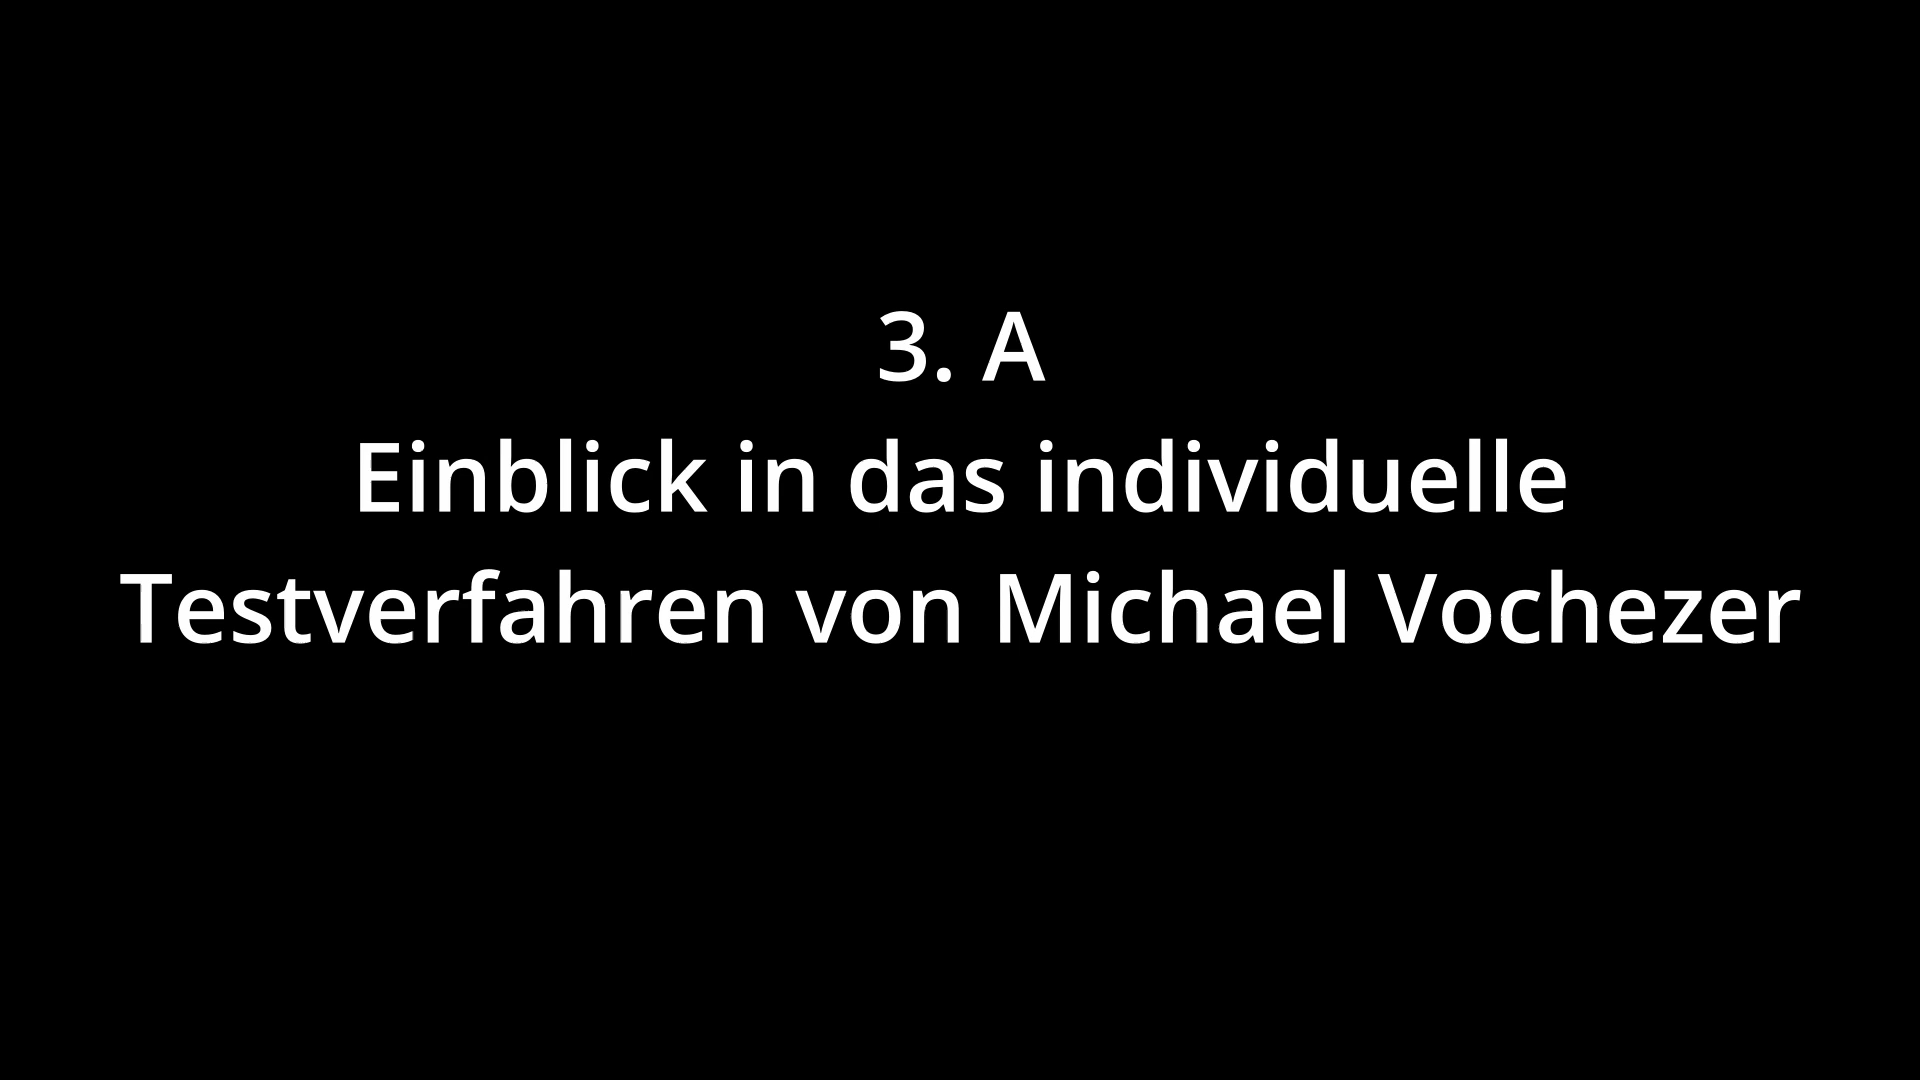 3. A
Einblick in das individuelle
Testverfahren von Michael Vochezer